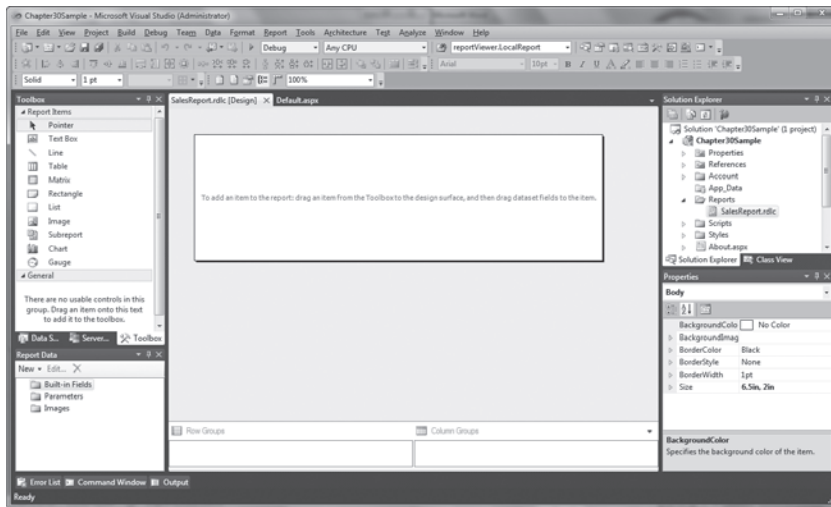 Chapter30Sample - Microsoft Visual Studio (Administrator)
File Edit View Project Build Debug Team Data Format Report Tools Architecture Test Analyze Window Help
Debug Any CPU reportViewer.LocalReport
Arial 10pt B I U A
Solid 1 pt 100%
Toolbox
Report Items
Pointer
Text Box
Line
Table
Matrix
Rectangle
List
Image
Subreport
Chart
Gauge
General
There are no usable controls in this
group. Drag an item onto this text
to add it to the toolbox.
Data S... Server... Toolbox
Report Data
New Edit...
Built-in Fields
Parameters
Images
SalesReport.rdlc [Design] Default.aspx
To add an item to the report: drag an item from the Toolbox to the design surface, and then drag dataset fields to the item.
Row Groups Column Groups
Solution Explorer
Solution 'Chapter30Sample' (1 project)
Chapter30Sample
Properties
References
Account
App_Data
Reports
SalesReport.rdlc
Scripts
Styles
About.aspx
Solution Explorer Class View
Properties
Body
BackgroundColo No Color
BackgroundImag
BorderColor Black
BorderStyle None
BorderWidth 1pt
Size 6.5in, 2in
BackgroundColor
Specifies the background color of the item.
Error List Command Window Output
Ready